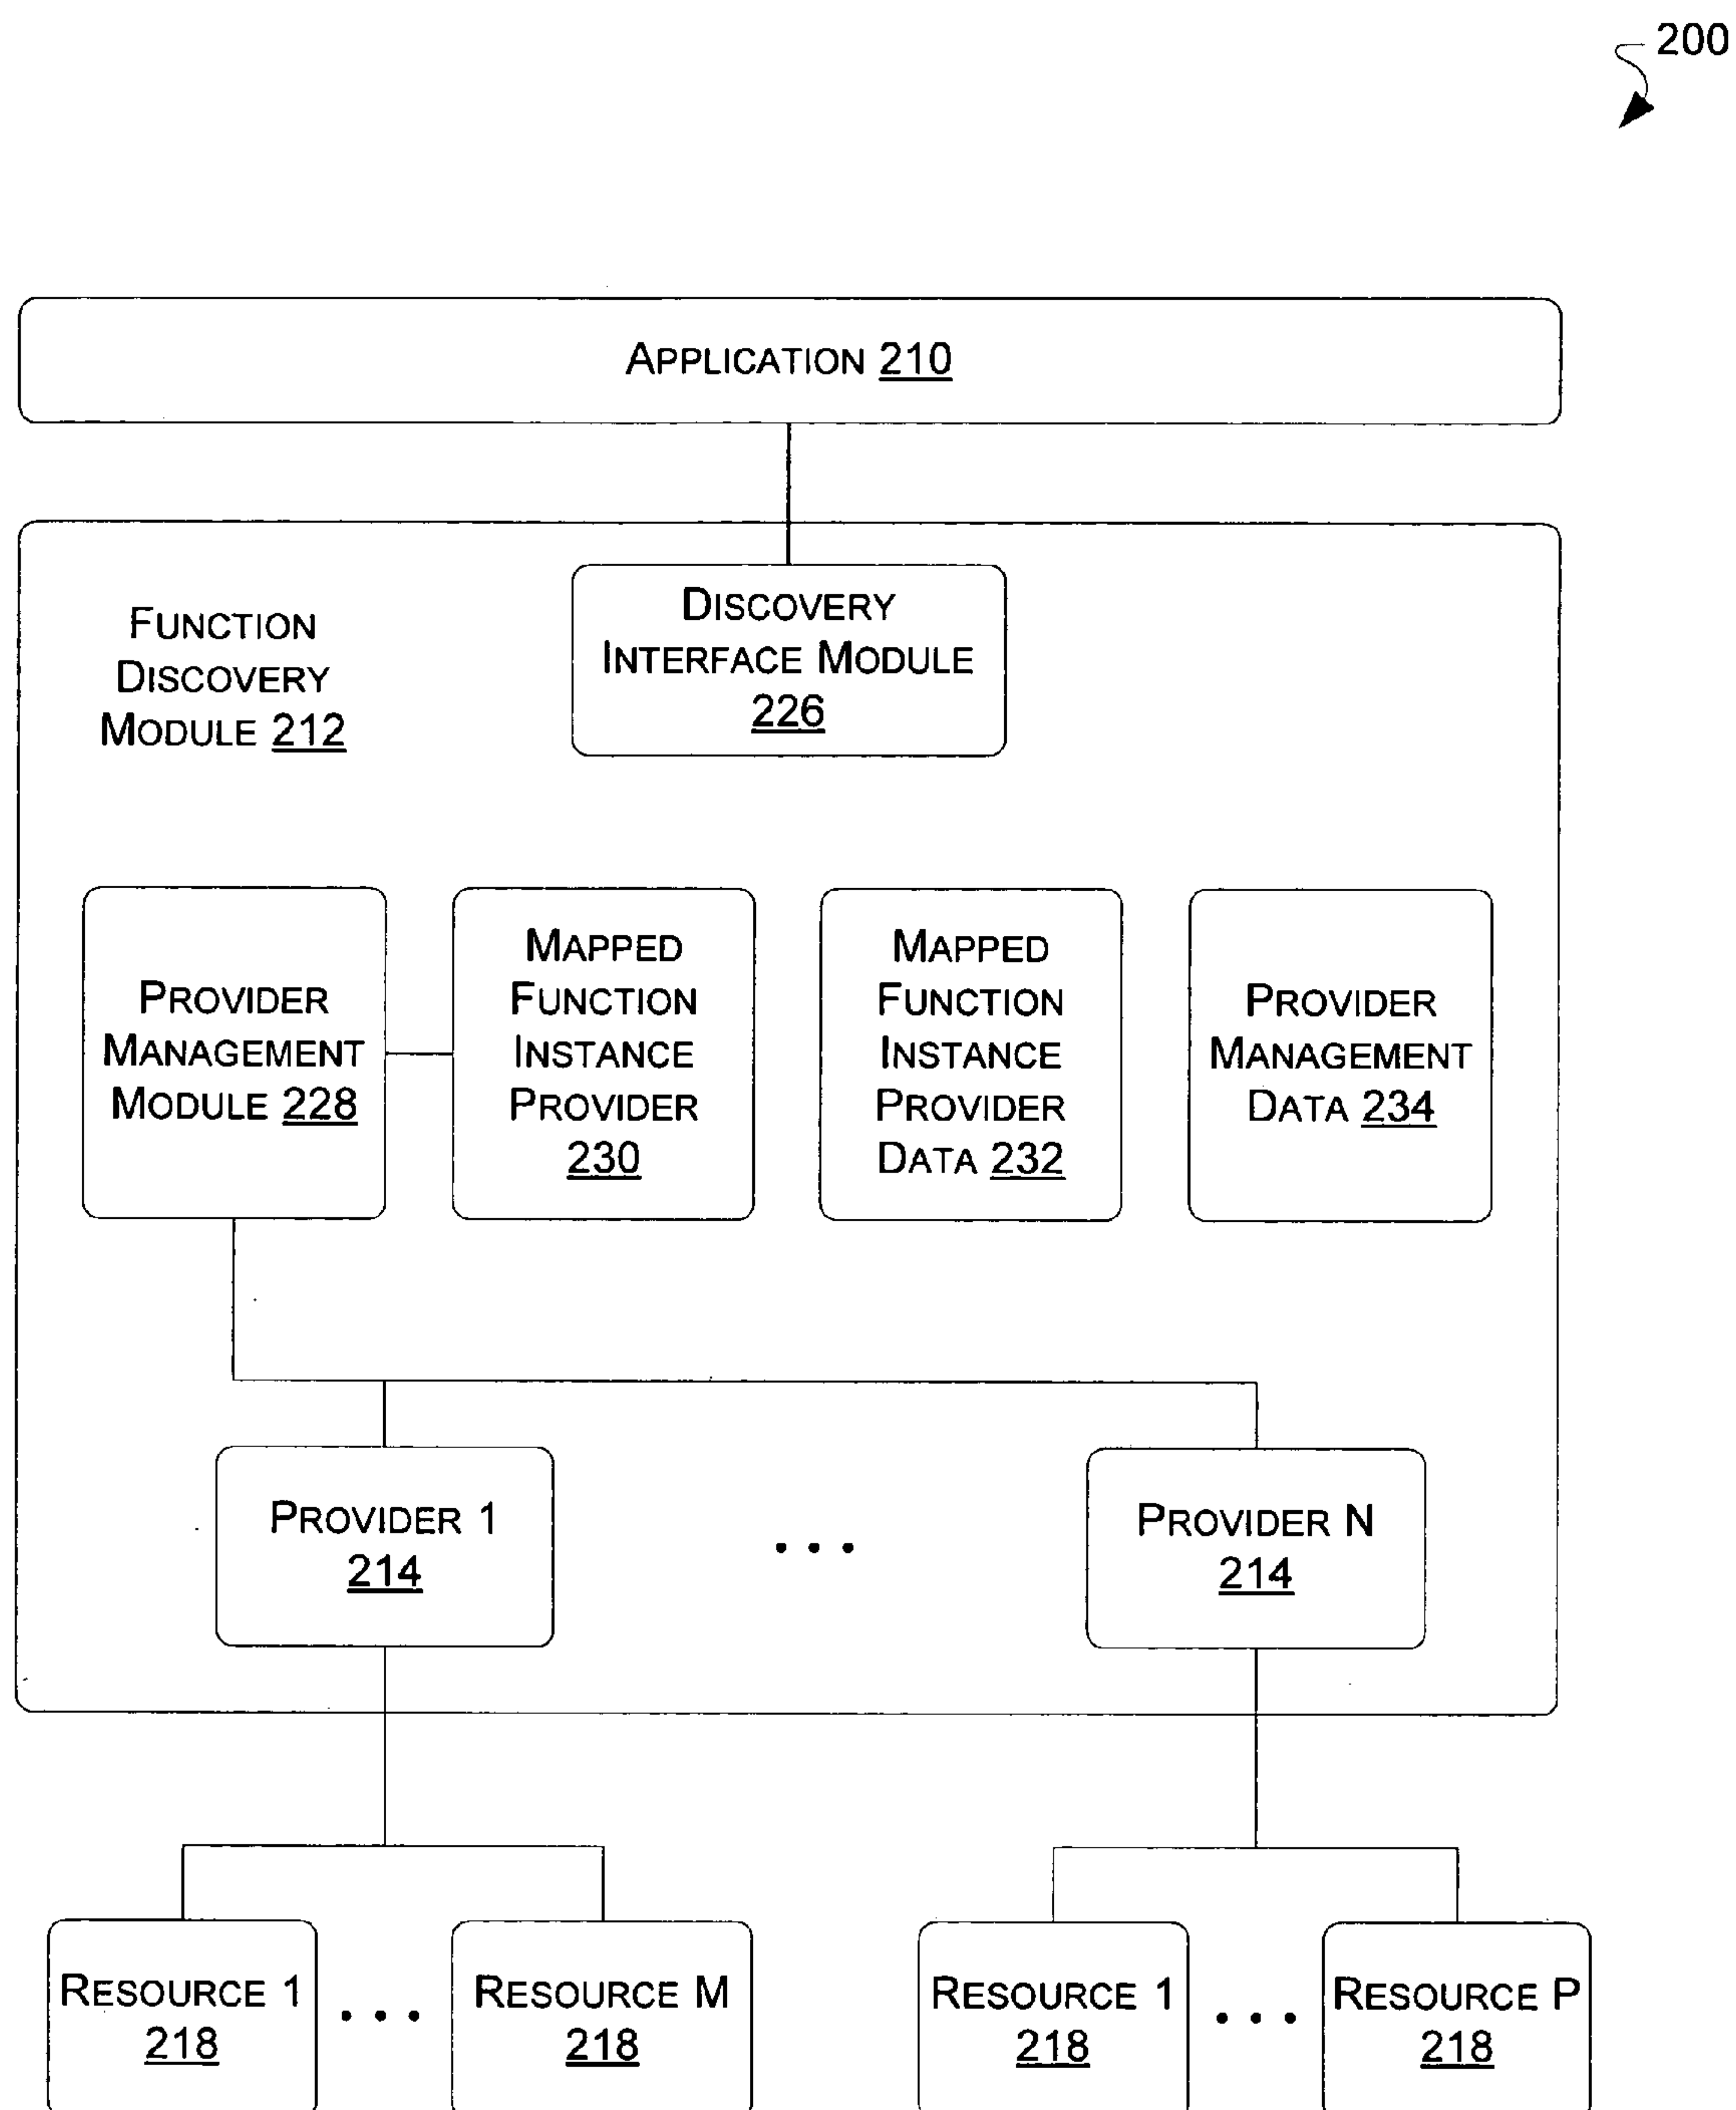 200
APPLICATION 210
FUNCTION
DISCOVERY
MODULE 212
DISCOVERY
INTERFACE MODULE
226
PROVIDER
MANAGEMENT
MODULE 228
MAPPED
FUNCTION
INSTANCE
PROVIDER
230
MAPPED
FUNCTION
INSTANCE
PROVIDER
DATA 232
PROVIDER
MANAGEMENT
DATA 234
PROVIDER 1
214
...
PROVIDER N
214
RESOURCE 1
218
...
RESOURCE M
218
RESOURCE 1
218
...
RESOURCE P
218